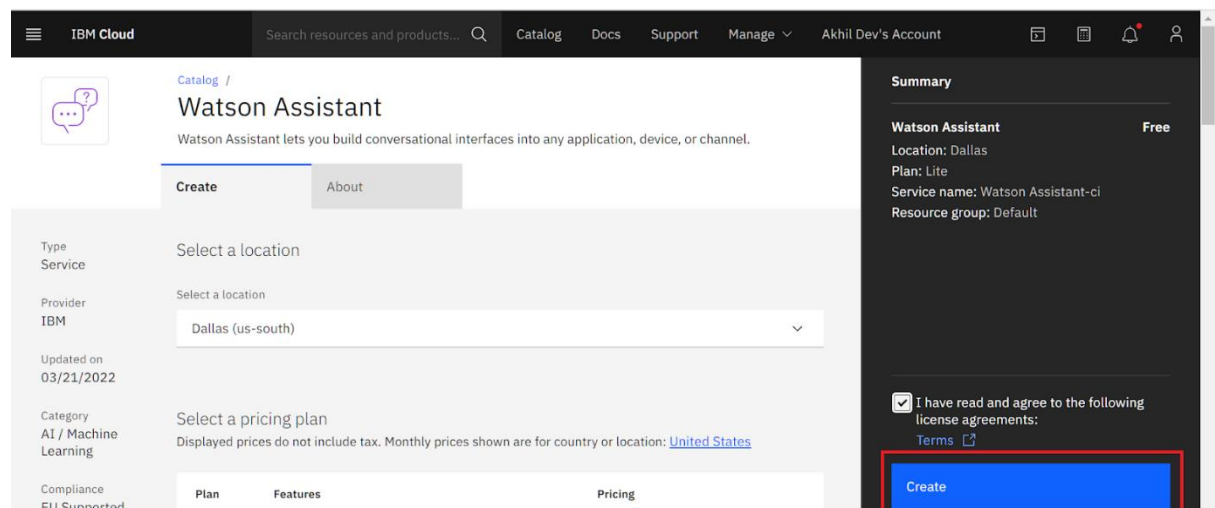 IBM Cloud
Search resources and products...
Catalog
Docs
Support
Manage
Akhil Dev's Account
Catalog /
Watson Assistant
Watson Assistant lets you build conversational interfaces into any application, device, or channel.
Create
About
Type
Service
Provider
IBM
Updated on
03/21/2022
Category
AI / Machine
Learning
Compliance
EU Supported
Select a location
Select a location
Dallas (us-south)
Select a pricing plan
Displayed prices do not include tax. Monthly prices shown are for country or location: United States
Plan
Features
Pricing
Summary
Watson Assistant Free
Location: Dallas
Plan: Lite
Service name: Watson Assistant-ci
Resource group: Default
I have read and agree to the following
license agreements:
Terms
Create